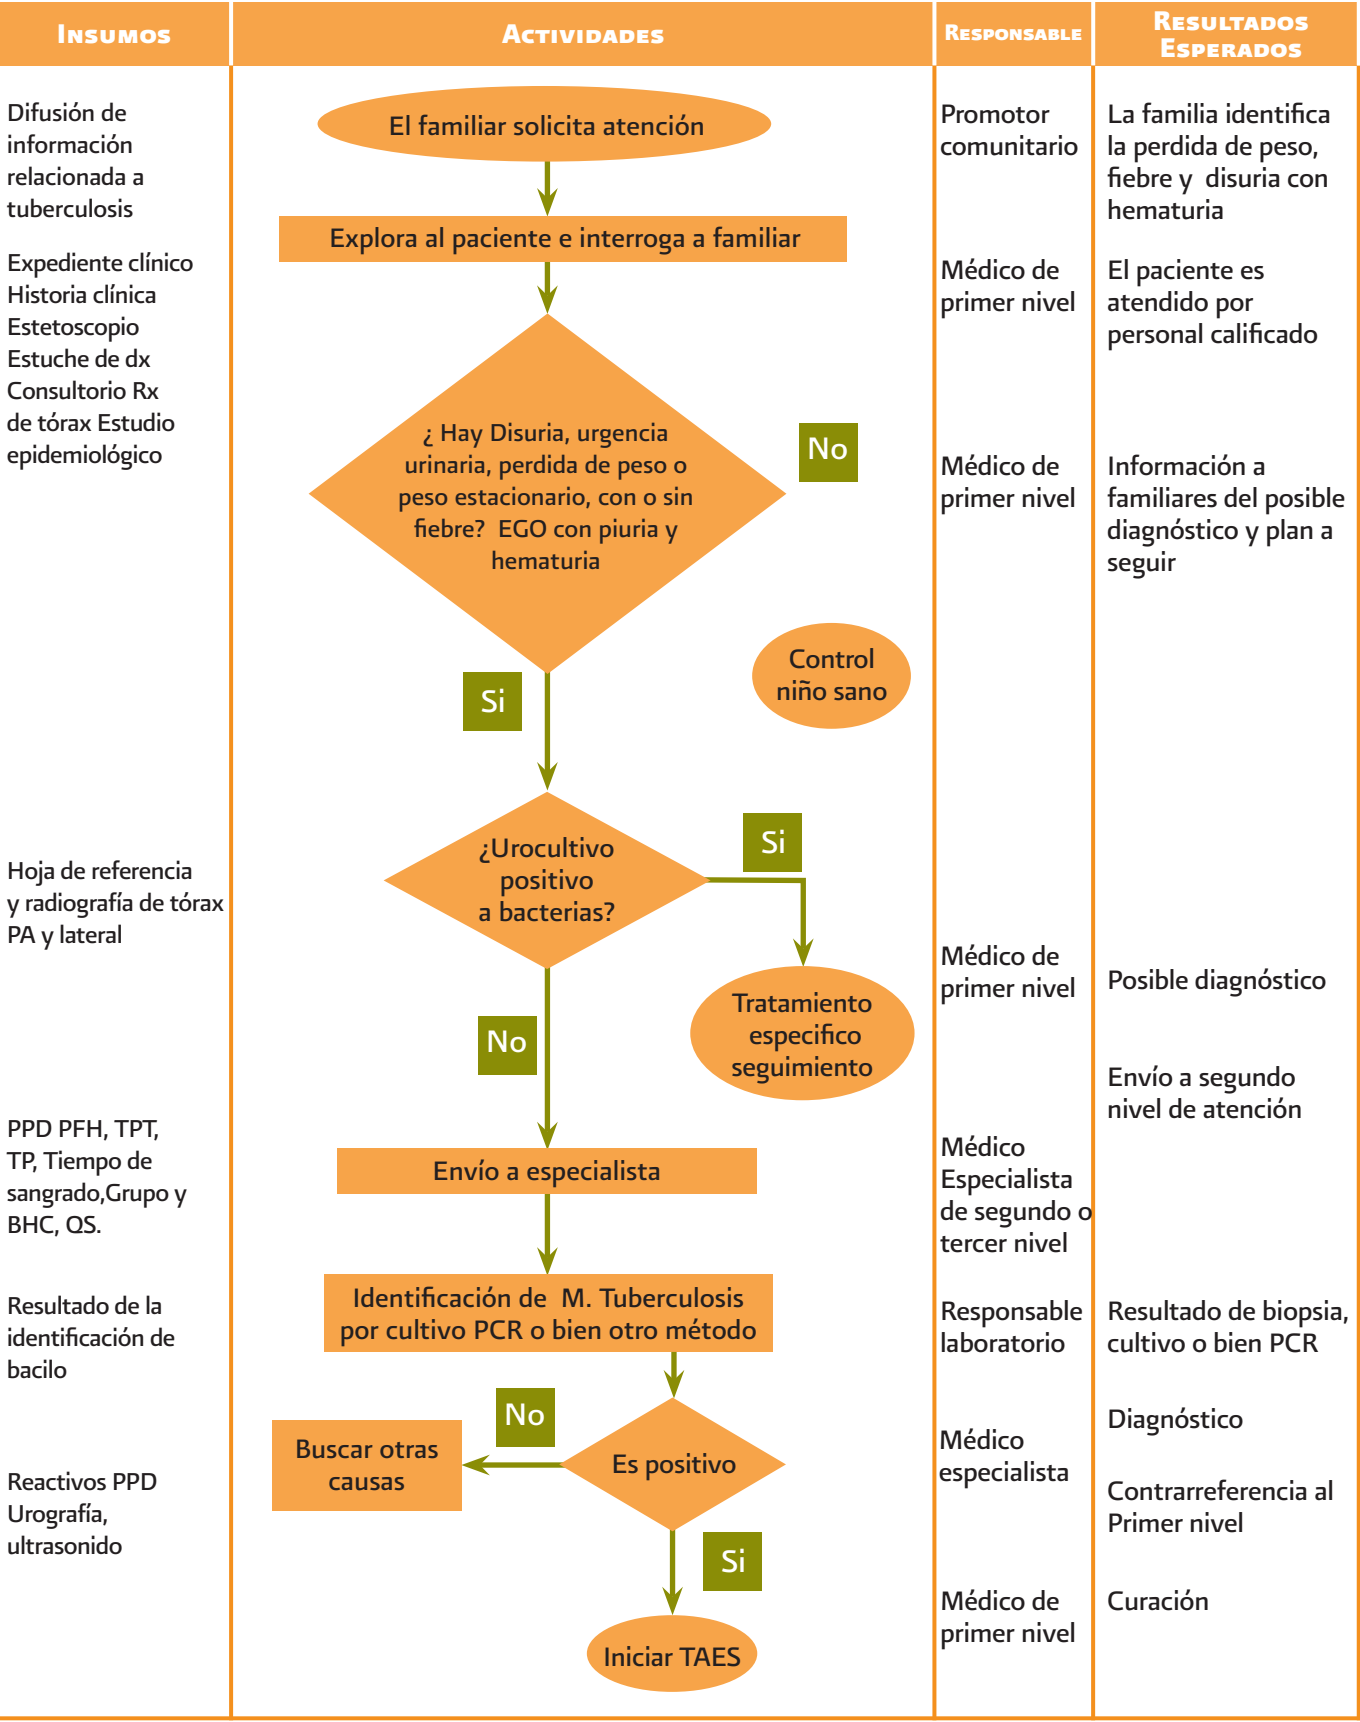 INSUMOS
ACTIVIDADES
RESPONSABLE
RESULTADOS
ESPERADOS
Difusión de
información
relacionada a
tuberculosis
El familiar solicita atención
Promotor
comunitario
La familia identifica
la perdida de peso,
fiebre y disuria con
hematuria
Explora al paciente e interroga a familiar
Expediente clínico
Historia clínica
Estetoscopio
Estuche de dx
Consultorio Rx
de tórax Estudio
epidemiológico
Médico de
primer nivel
El paciente es
atendido por
personal calificado
¿ Hay Disuria, urgencia
urinaria, perdida de peso o
peso estacionario, con o sin
fiebre? EGO con piuria y
hematuria
No
Médico de
primer nivel
Información a
familiares del posible
diagnóstico y plan a
seguir
Control
niño sano
Si
¿Urocultivo
positivo
a bacterias?
Si
Hoja de referencia
y radiografía de tórax
PA y lateral
Médico de
primer nivel
Posible diagnóstico
Tratamiento
especifico
seguimiento
No
Envío a segundo
nivel de atención
PPD PFH, TPT,
TP, Tiempo de
sangrado,Grupo y
BHC, QS.
Envío a especialista
Médico
Especialista
de segundo o
tercer nivel
Identificación de M. Tuberculosis
por cultivo PCR o bien otro método
Resultado de la
identificación de
bacilo
Responsable
laboratorio
Resultado de biopsia,
cultivo o bien PCR
No
Buscar otras
causas
Es positivo
Médico
especialista
Diagnóstico
Reactivos PPD
Urografía,
ultrasonido
Contrarreferencia al
Primer nivel
Si
Iniciar TAES
Médico de
primer nivel
Curación